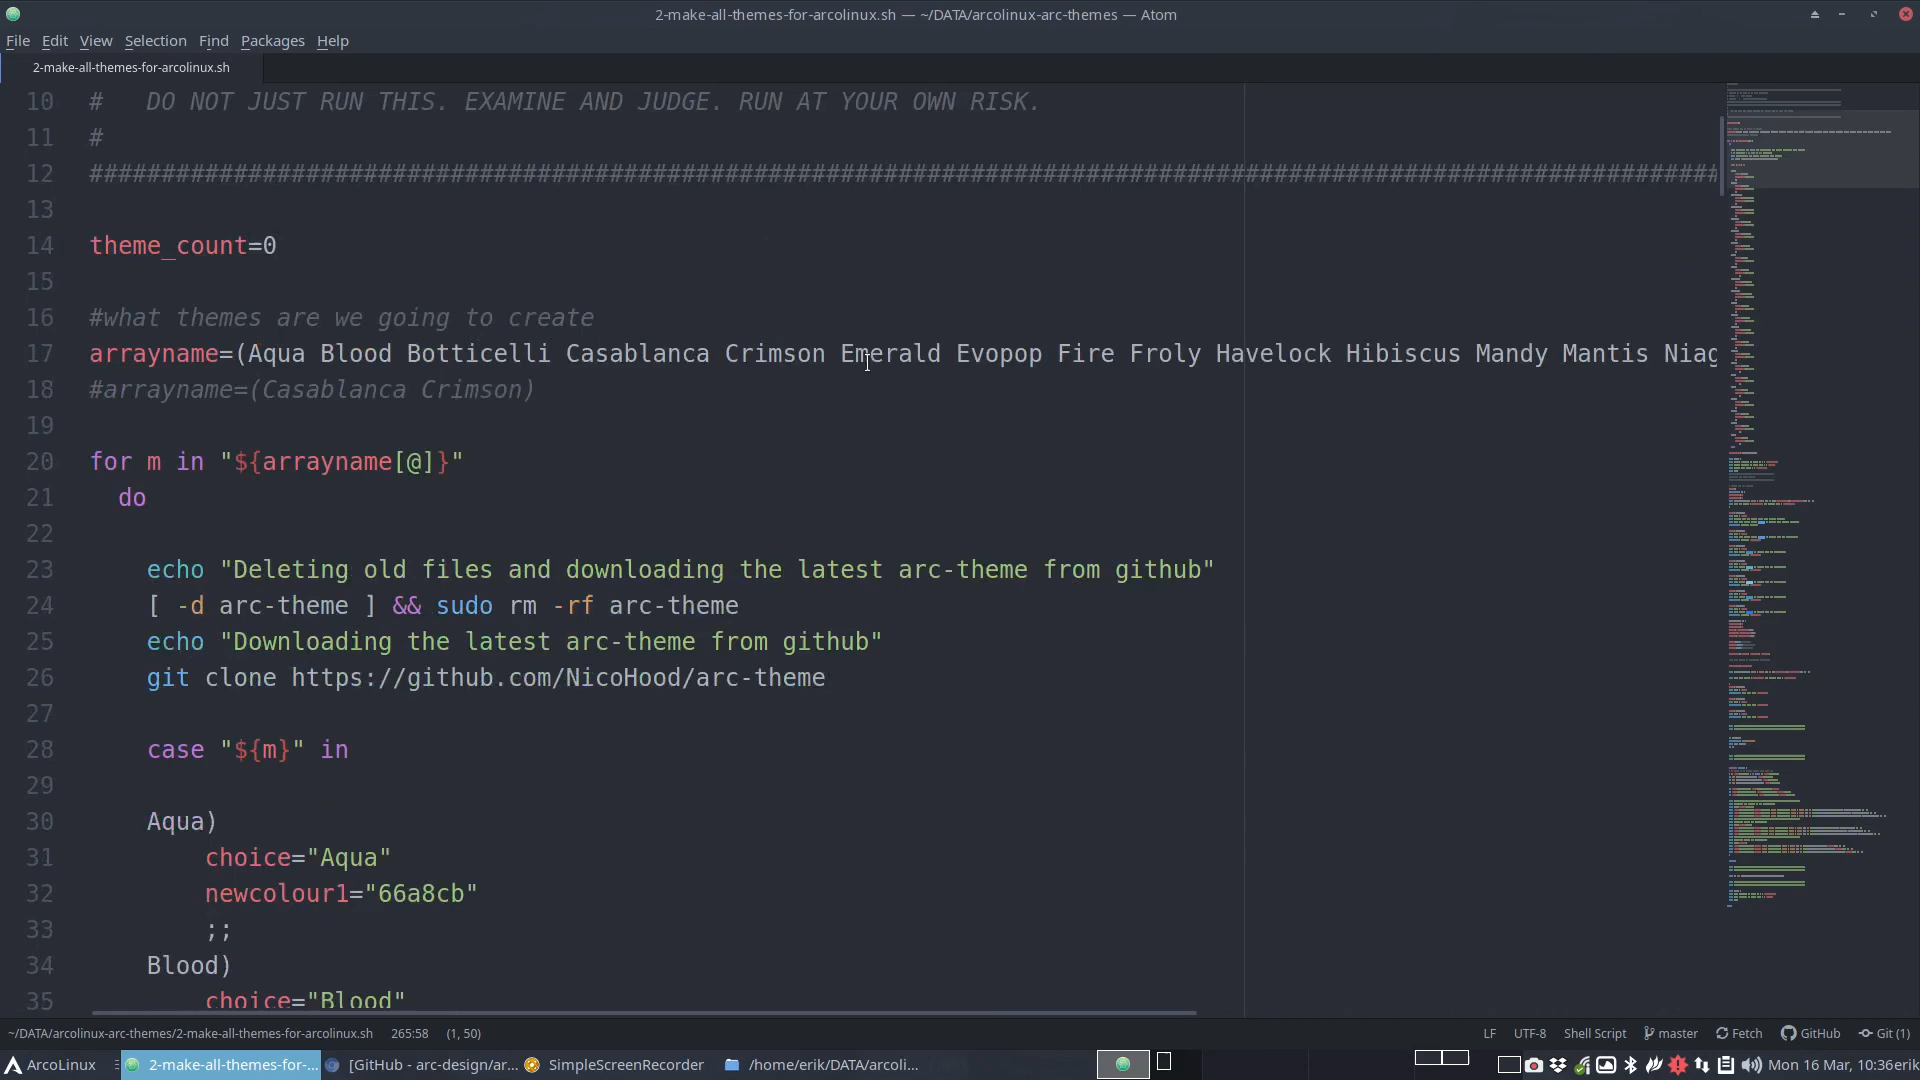 2-make-all-themes-for-arcolinux.sh — ~/DATA/arcolinux-arc-themes — Atom
File Edit View Selection Find Packages Help
2-make-all-themes-for-arcolinux.sh
10 #   DO NOT JUST RUN THIS. EXAMINE AND JUDGE. RUN AT YOUR OWN RISK.
11 #
12 ################################################################################################################
13
14 theme_count=0
15
16 #what themes are we going to create
17 arrayname=(Aqua Blood Botticelli Casablanca Crimson Emerald Evopop Fire Froly Havelock Hibiscus Mandy Mantis Niag
18 #arrayname=(Casablanca Crimson)
19
20 for m in "${arrayname[@]}"
21   do
22
23     echo "Deleting old files and downloading the latest arc-theme from github"
24     [ -d arc-theme ] && sudo rm -rf arc-theme
25     echo "Downloading the latest arc-theme from github"
26     git clone https://github.com/NicoHood/arc-theme
27
28     case "${m}" in
29
30     Aqua)
31         choice="Aqua"
32         newcolour1="66a8cb"
33         ;;
34     Blood)
35         choice="Blood"
~/DATA/arcolinux-arc-themes/2-make-all-themes-for-arcolinux.sh 265:58 (1, 50) LF UTF-8 Shell Script master Fetch GitHub Git (1)
ArcoLinux 2-make-all-themes-for-... [GitHub - arc-design/ar... SimpleScreenRecorder /home/erik/DATA/arcoli... Mon 16 Mar, 10:36 erik